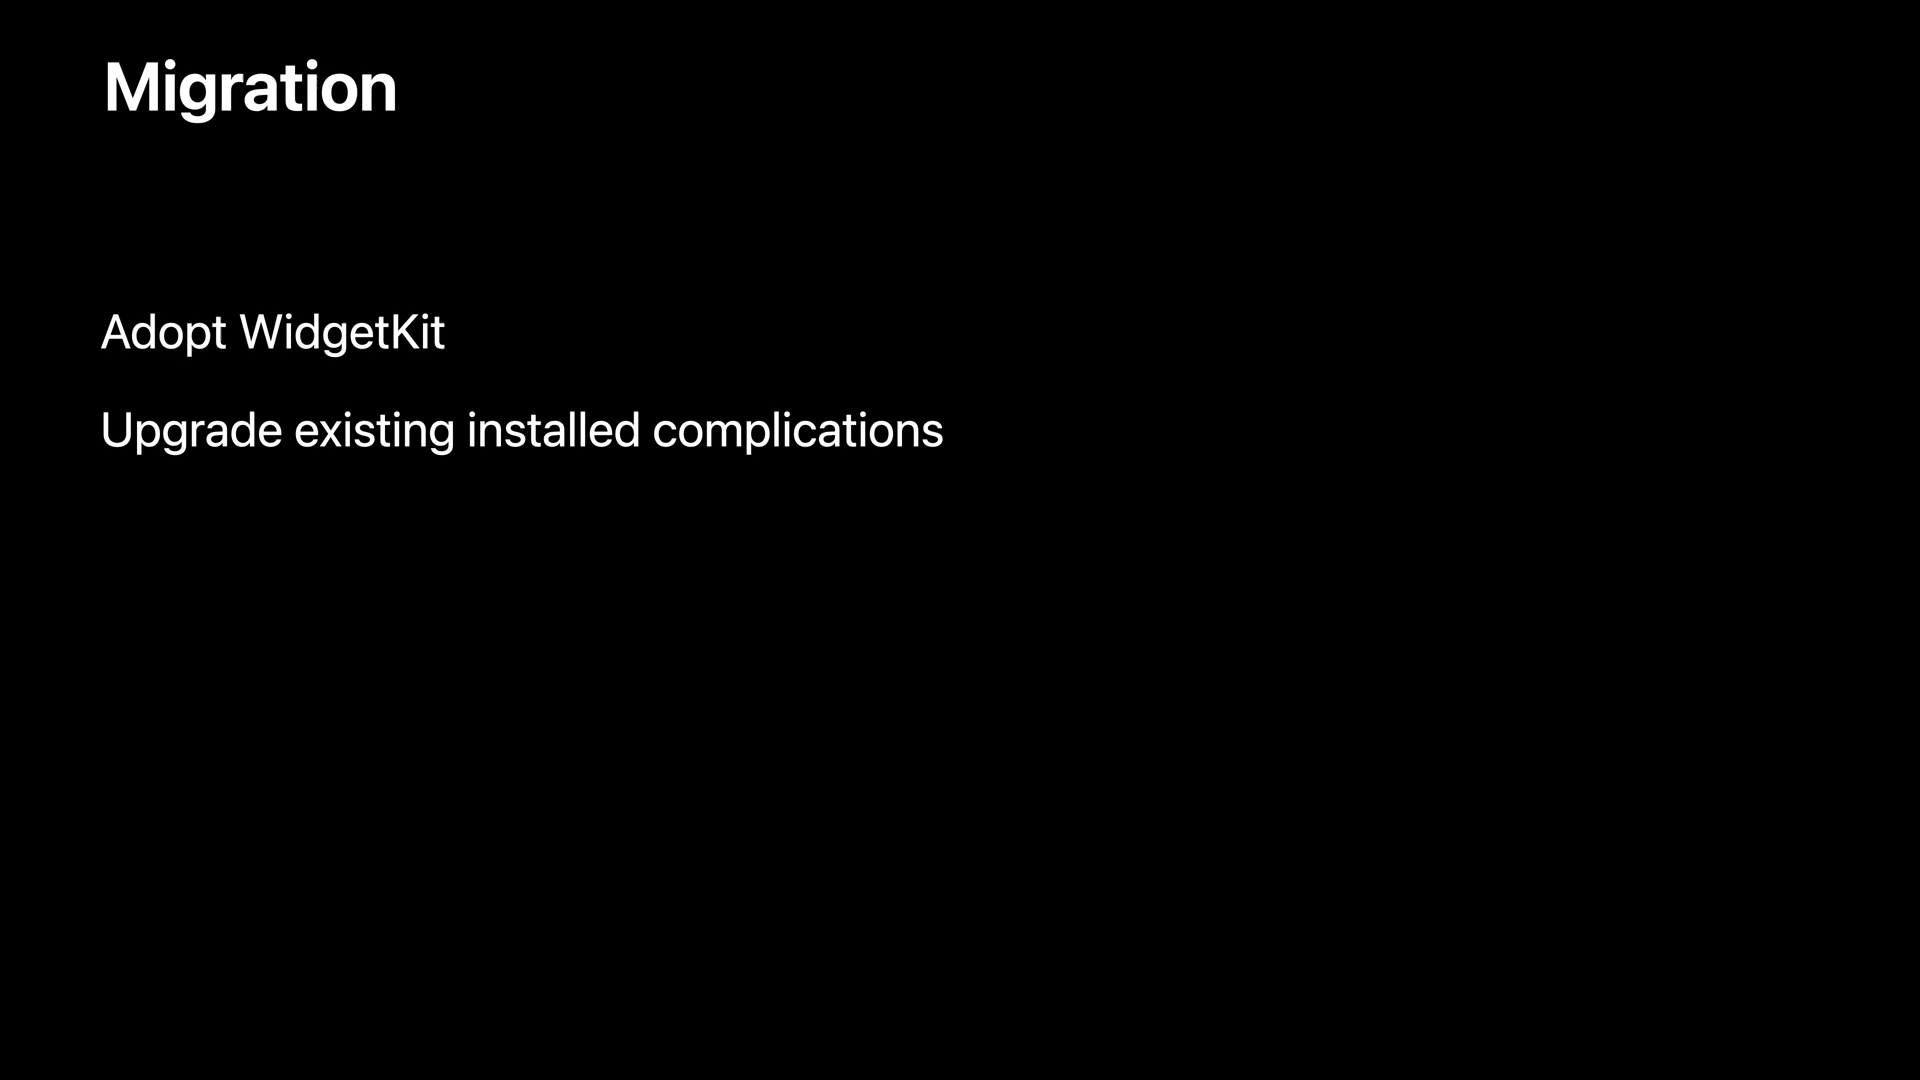 Migration
Adopt WidgetKit
Upgrade existing installed complications